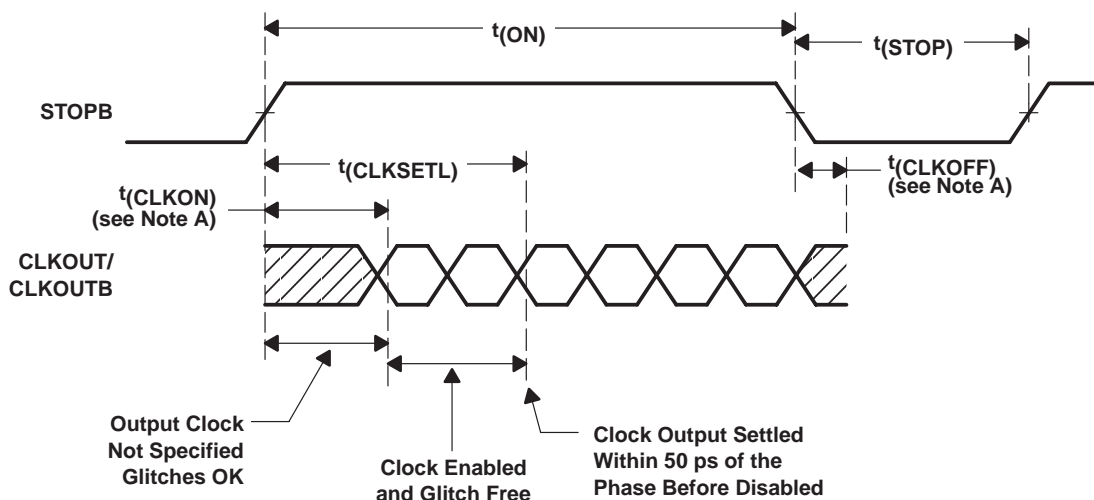 t(ON)
t(STOP)
STOPB
t(CLKSETL)
t(CLKOFF)
(see Note A)
t(CLKON)
(see Note A)
CLKOUT/
CLKOUTB
Output Clock
Not Specified
Glitches OK
Clock Enabled
and Glitch Free
Clock Output Settled
Within 50 ps of the
Phase Before Disabled